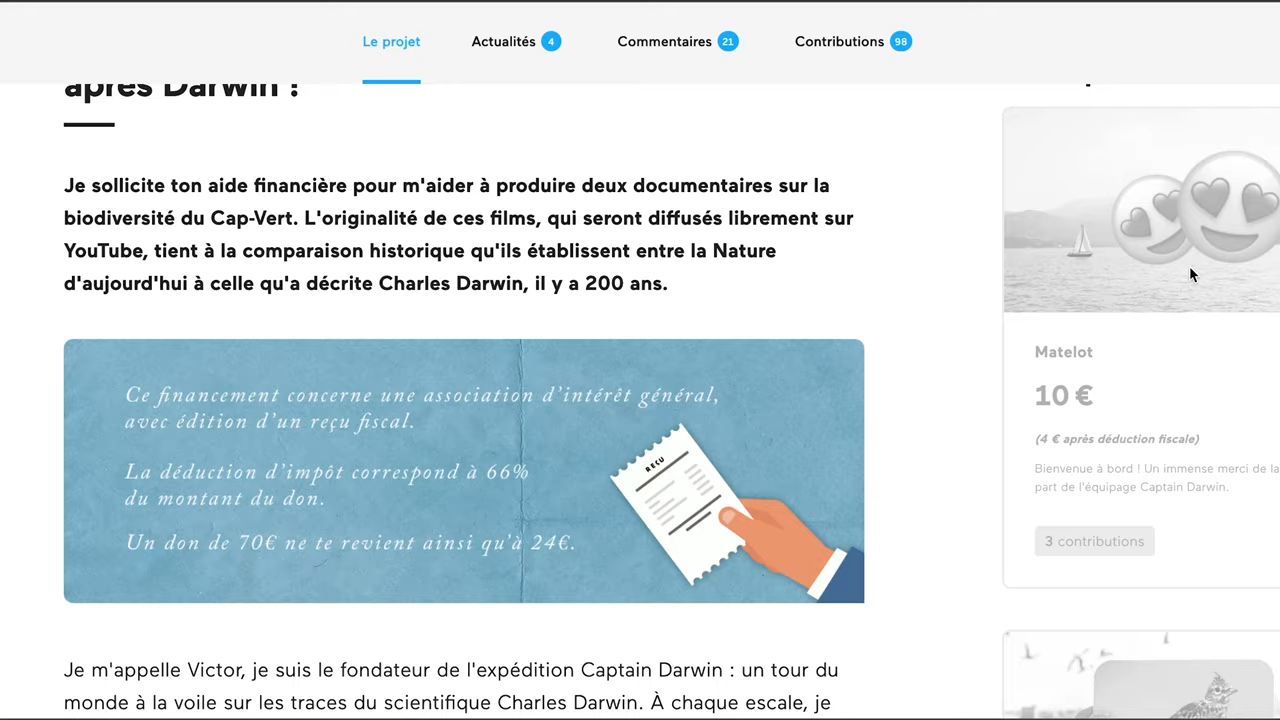 Le projet
Actualités 4
Commentaires 21
Contributions 98
après Darwin !
Je sollicite ton aide financière pour m'aider à produire deux documentaires sur la
biodiversité du Cap-Vert. L'originalité de ces films, qui seront diffusés librement sur
YouTube, tient à la comparaison historique qu'ils établissent entre la Nature
d'aujourd'hui à celle qu'a décrite Charles Darwin, il y a 200 ans.
Ce financement concerne une association d'intérêt général,
avec édition d'un reçu fiscal.
La déduction d'impôt correspond à 66%
du montant du don.
Un don de 70€ ne te revient ainsi qu'à 24€.
REÇU
Je m'appelle Victor, je suis le fondateur de l'expédition Captain Darwin : un tour du
monde à la voile sur les traces du scientifique Charles Darwin. À chaque escale, je
Matelot
10 €
(4 € après déduction fiscale)
Bienvenue à bord ! Un immense merci de la
part de l'équipage Captain Darwin.
3 contributions